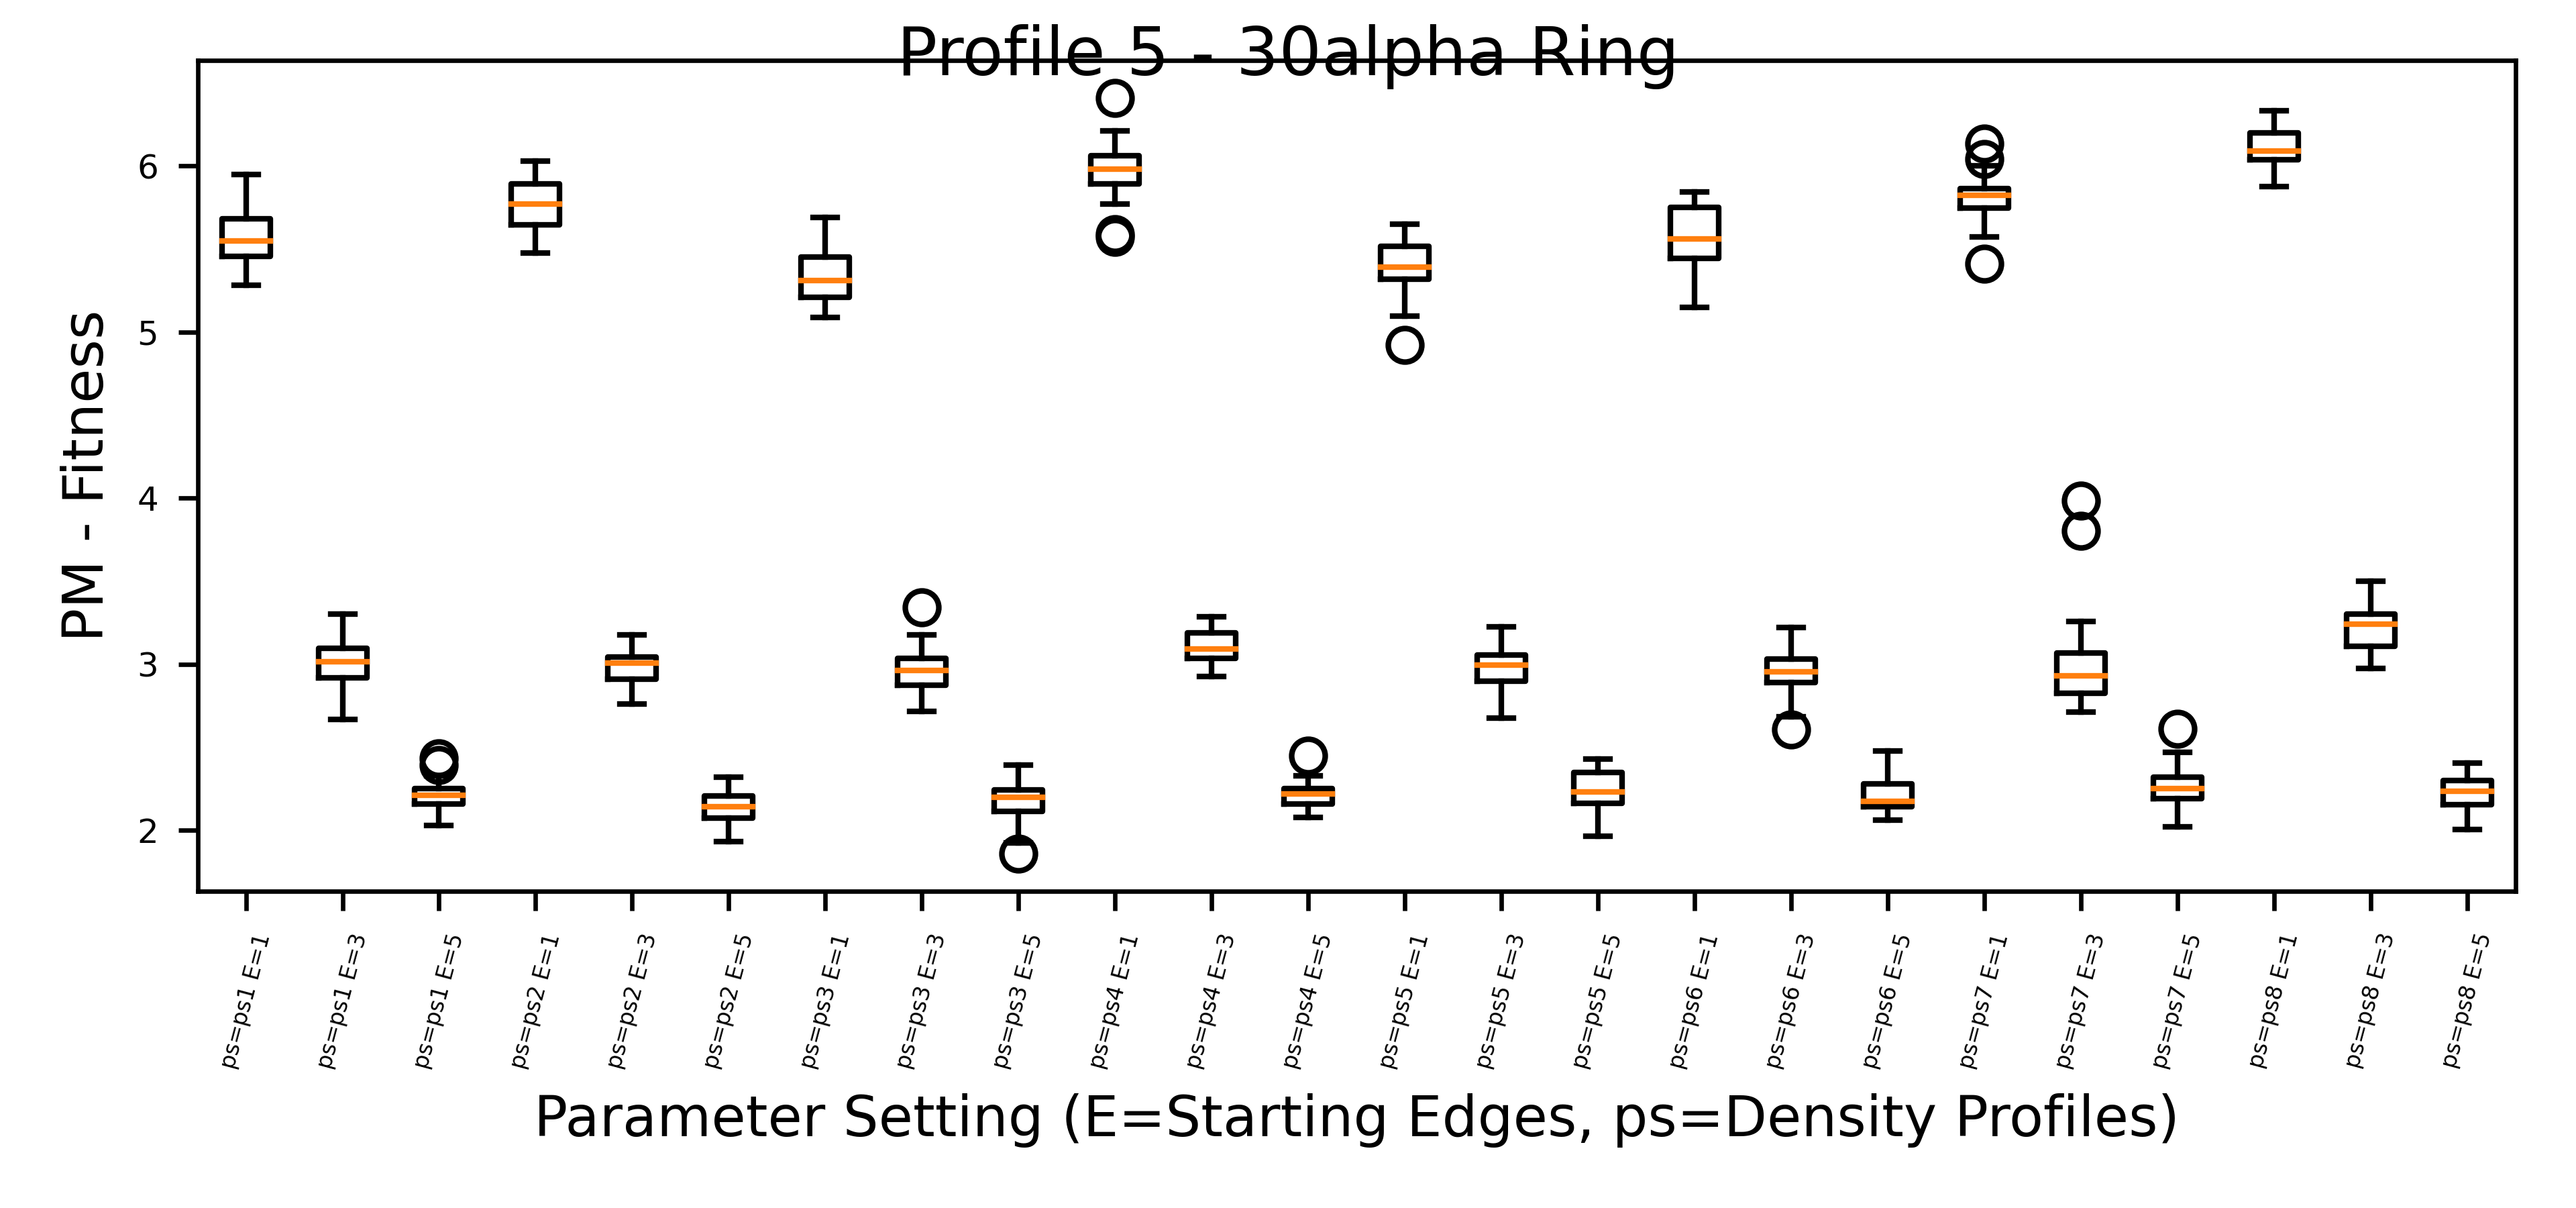 Profile 5 - 30alpha Ring
PM - Fitness
6
5
4
3
2
ps=ps1 E=1
ps=ps1 E=3
ps=ps1 E=5
ps=ps2 E=1
ps=ps2 E=3
ps=ps2 E=5
ps=ps3 E=1
ps=ps3 E=3
ps=ps3 E=5
ps=ps4 E=1
ps=ps4 E=3
ps=ps4 E=5
ps=ps5 E=1
ps=ps5 E=3
ps=ps5 E=5
ps=ps6 E=1
ps=ps6 E=3
ps=ps6 E=5
ps=ps7 E=1
ps=ps7 E=3
ps=ps7 E=5
ps=ps8 E=1
ps=ps8 E=3
ps=ps8 E=5
Parameter Setting (E=Starting Edges, ps=Density Profiles)